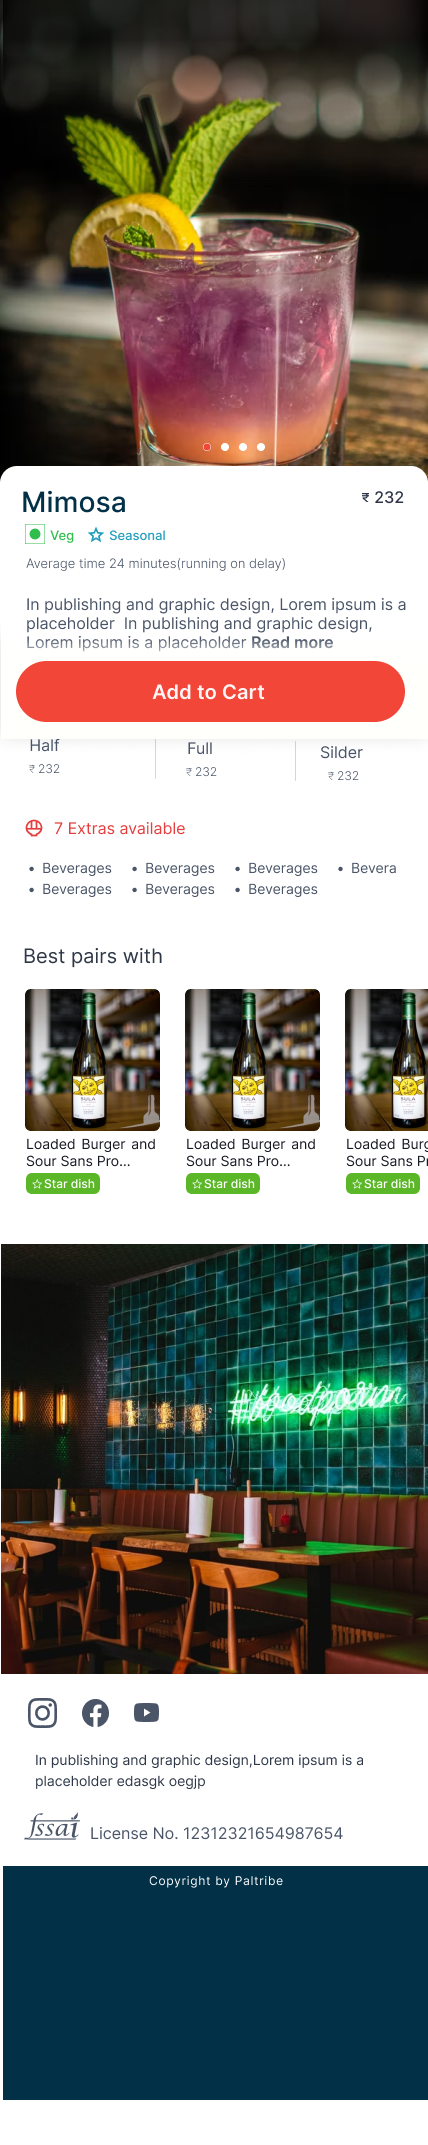 Mimosa
₹ 232
Veg Seasonal
Average time 24 minutes(running on delay)
In publishing and graphic design, Lorem ipsum is a
placeholder In publishing and graphic design,
Lorem ipsum is a placeholder Read more
Add to Cart
Half Full Silder
₹ 232 ₹ 232 ₹ 232
7 Extras available
• Beverages • Beverages • Beverages • Bevera
• Beverages • Beverages • Beverages
Best pairs with
SULA SULA SULA
Loaded Burger and Loaded Burger and Loaded Burg
Sour Sans Pro... Sour Sans Pro... Sour Sans Pr
Star dish Star dish Star dish
#foodporn
In publishing and graphic design,Lorem ipsum is a
placeholder edasgk oegjp
fssai License No. 12312321654987654
Copyright by Paltribe